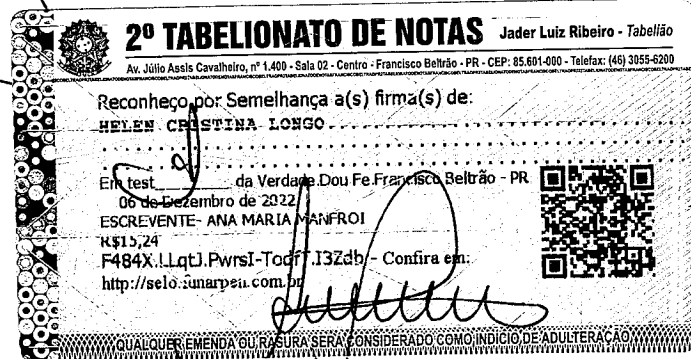 2º TABELIONATO DE NOTAS Jader Luiz Ribeiro - Tabelião
Av. Júlio Assis Cavalheiro, nº 1.400 - Sala 02 - Centro - Francisco Beltrão - PR - CEP: 85.601-000 - Telefax: (46) 3055-6200
Reconheço por Semelhança a(s) firma(s) de:
HELEN CRISTINA LONGO
Em test________ da Verdade.Dou Fe.Francisco Beltrão - PR
06 de Dezembro de 2022
ESCREVENTE- ANA MARIA MANFROI
R$15,24
- Confira em:
http://selo.funarpen.com.br
QUALQUER EMENDA OU RASURA SERÁ CONSIDERADO COMO INDÍCIO DE ADULTERAÇÃO